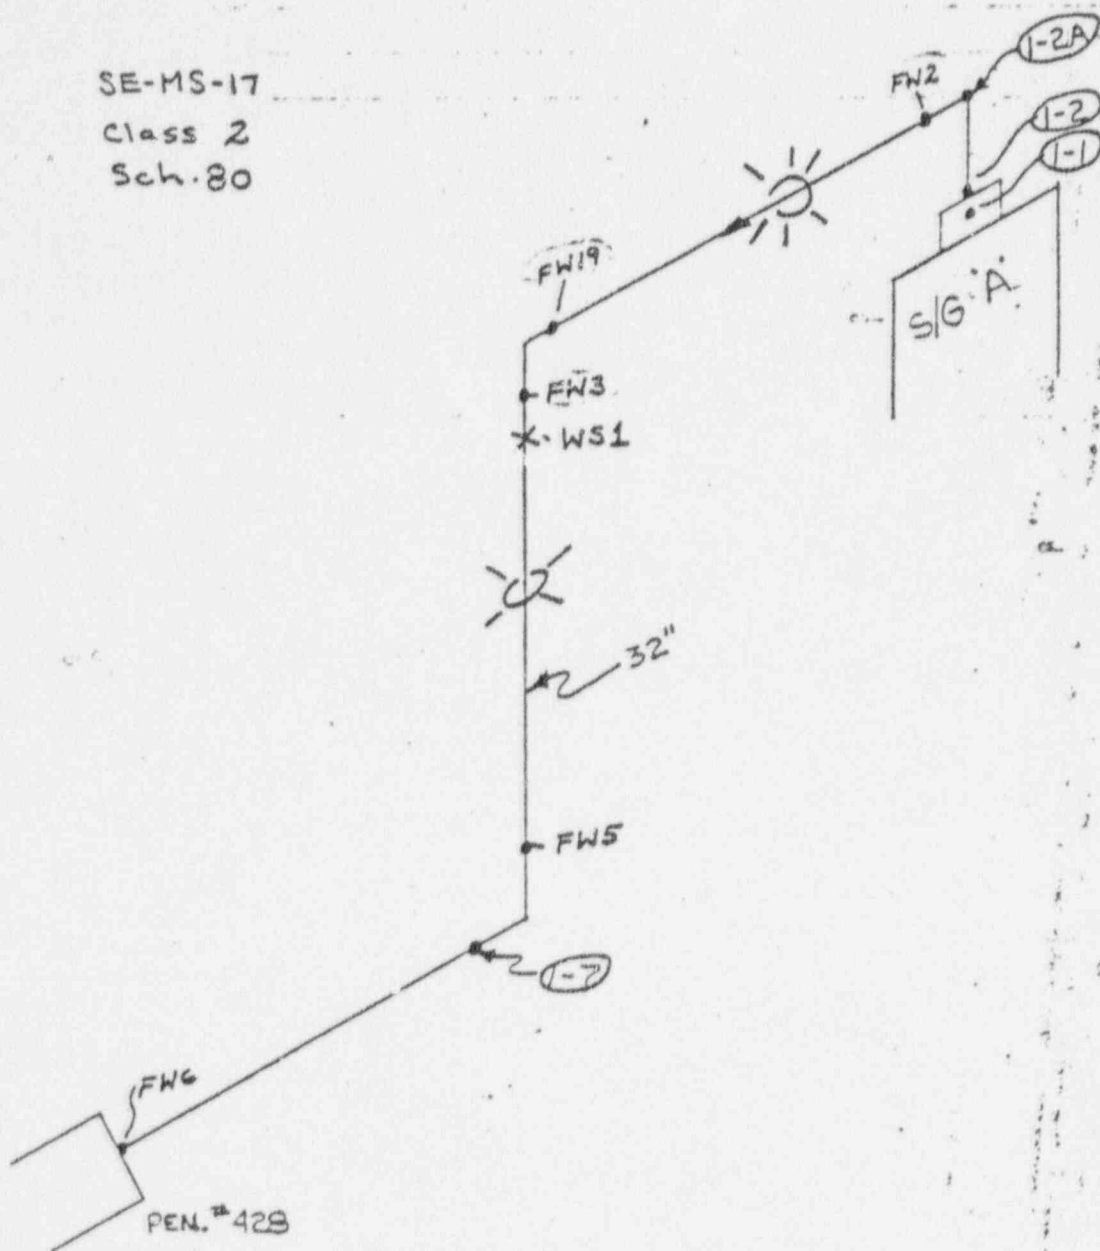 SE-MS-17
Class 2
Sch. 80
1-2A
FW2
1-2
1-1
S/G "A"
FW19
FW3
WS1
32"
FW5
1-7
FW6
PEN. # 428